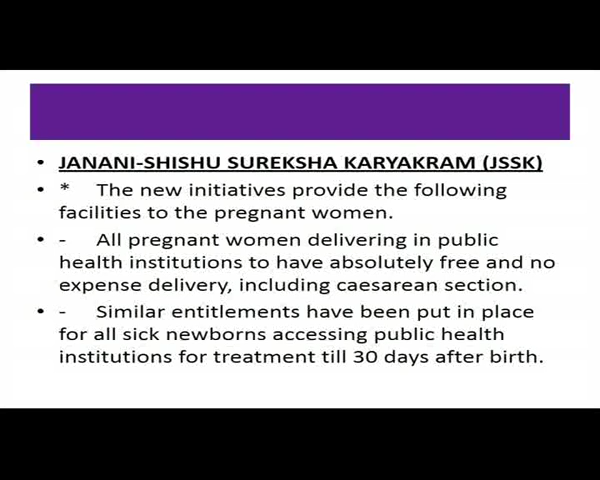 • JANANI-SHISHU SUREKSHA KARYAKRAM (JSSK)
• * The new initiatives provide the following
facilities to the pregnant women.
• - All pregnant women delivering in public
health institutions to have absolutely free and no
expense delivery, including caesarean section.
• - Similar entitlements have been put in place
for all sick newborns accessing public health
institutions for treatment till 30 days after birth.